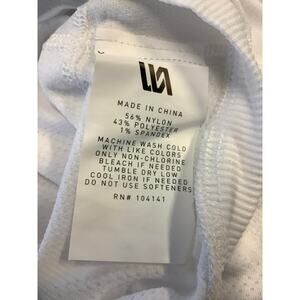 MADE IN CHINA
56% NYLON
43% POLYESTER
1% SPANDEX
MACHINE WASH COLD
WITH LIKE COLORS
ONLY NON-CHLORINE
BLEACH IF NEEDED
TUMBLE DRY LOW
COOL IRON IF NEEDED
DO NOT USE SOFTENERS
RN# 104141